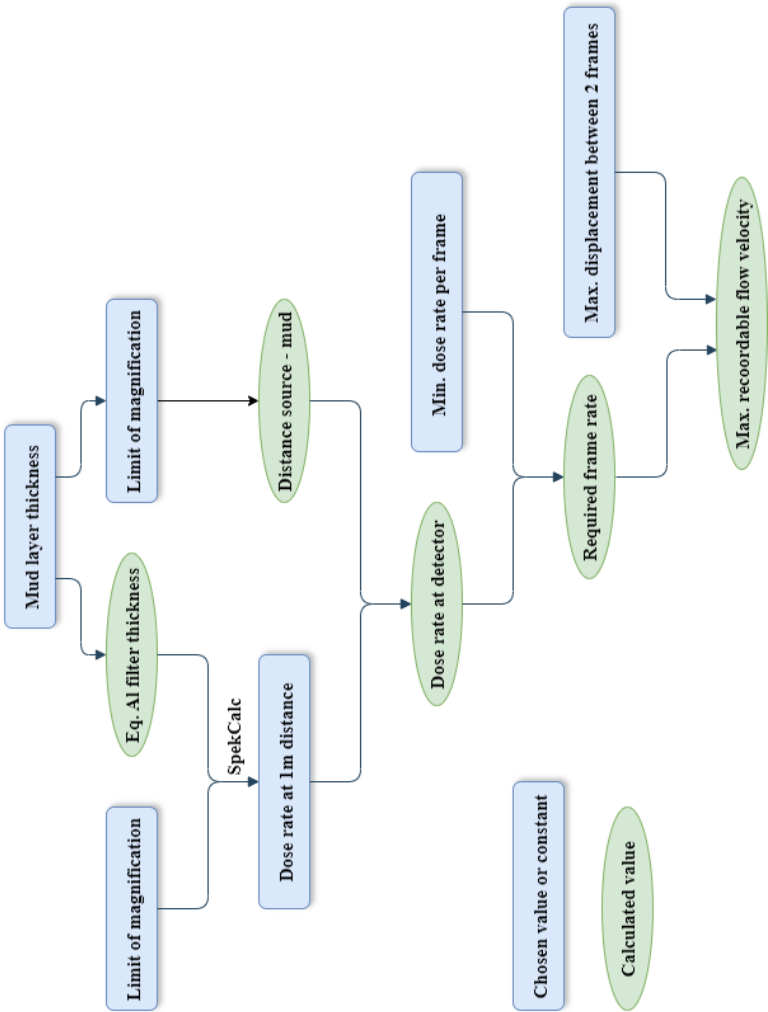 Mud layer thickness
Limit of magnification
Eq. Al filter thickness
Limit of magnification
SpekCalc
Dose rate at 1m distance
Distance source - mud
Dose rate at detector
Min. dose rate per frame
Required frame rate
Max. displacement between 2 frames
Max. recoordable flow velocity
Chosen value or constant
Calculated value